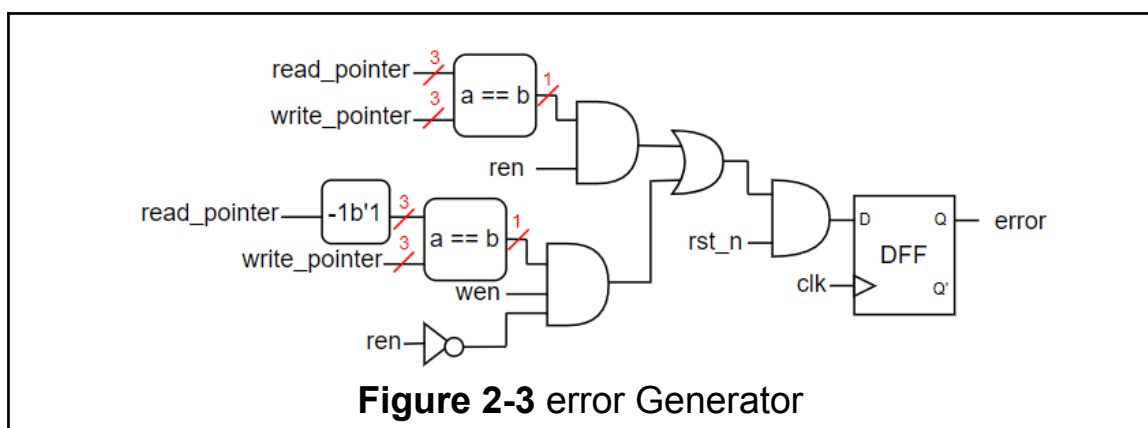 read_pointer
3
write_pointer
3
a == b
1
ren
read_pointer
-1b'1
3
write_pointer
3
a == b
1
wen
ren
rst_n
clk
D
Q
DFF
Q'
error
Figure 2-3 error Generator